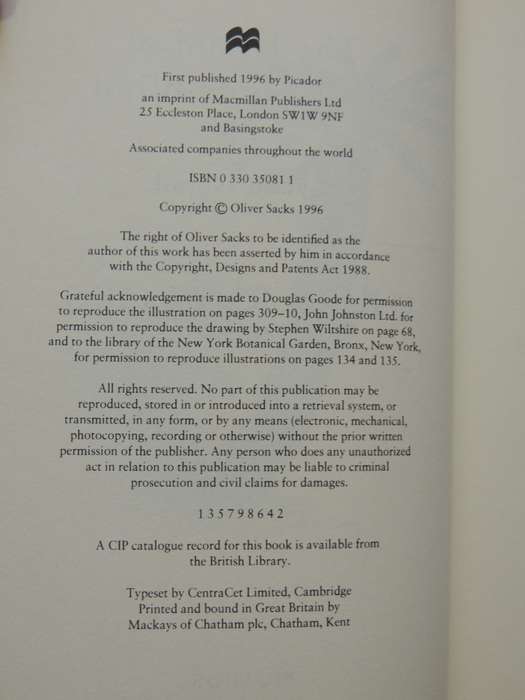 First published 1996 by Picador
an imprint of Macmillan Publishers Ltd
25 Eccleston Place, London SW1W 9NF
and Basingstoke
Associated companies throughout the world
ISBN 0 330 35081 1
Copyright © Oliver Sacks 1996
The right of Oliver Sacks to be identified as the
author of this work has been asserted by him in accordance
with the Copyright, Designs and Patents Act 1988.
Grateful acknowledgement is made to Douglas Goode for permission
to reproduce the illustration on pages 309–10, John Johnston Ltd. for
permission to reproduce the drawing by Stephen Wiltshire on page 68,
and to the library of the New York Botanical Garden, Bronx, New York,
for permission to reproduce illustrations on pages 134 and 135.
All rights reserved. No part of this publication may be
reproduced, stored in or introduced into a retrieval system, or
transmitted, in any form, or by any means (electronic, mechanical,
photocopying, recording or otherwise) without the prior written
permission of the publisher. Any person who does any unauthorized
act in relation to this publication may be liable to criminal
prosecution and civil claims for damages.
1 3 5 7 9 8 6 4 2
A CIP catalogue record for this book is available from
the British Library.
Typeset by CentraCet Limited, Cambridge
Printed and bound in Great Britain by
Mackays of Chatham plc, Chatham, Kent